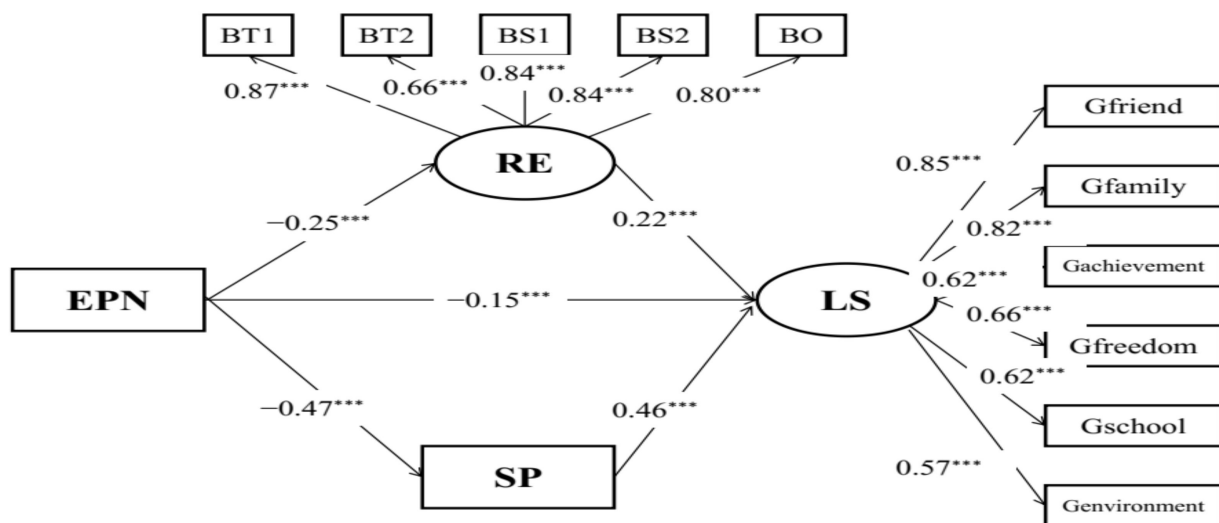 BT1 BT2 BS1 BS2 BO
0.87*** 0.66*** 0.84*** 0.84*** 0.80***
Gfriend
RE
0.85***
Gfamily
−0.25*** 0.22*** 0.82***
Gachievement
0.62***
EPN −0.15*** LS
0.66***
Gfreedom
0.62***
−0.47*** 0.46***
Gschool
0.57***
SP
Genvironment